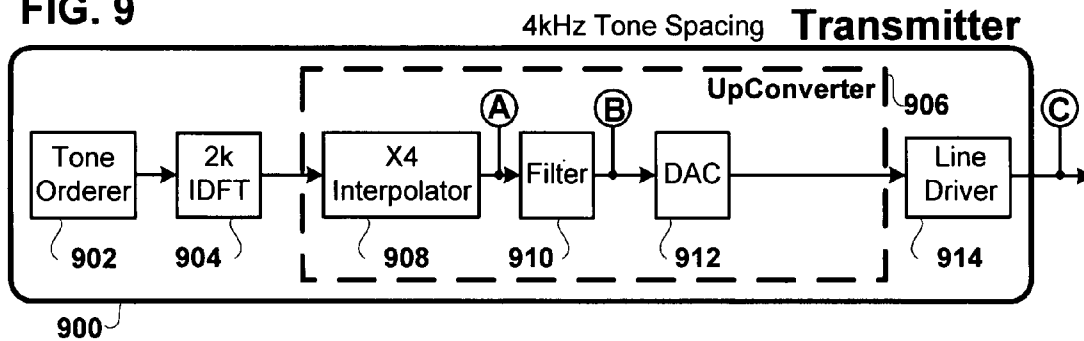 FIG. 9
4kHz Tone Spacing Transmitter
UpConverter 906
A B C
Tone Orderer
2k IDFT
X4 Interpolator
Filter
DAC
Line Driver
902 904 908 910 912 914
900